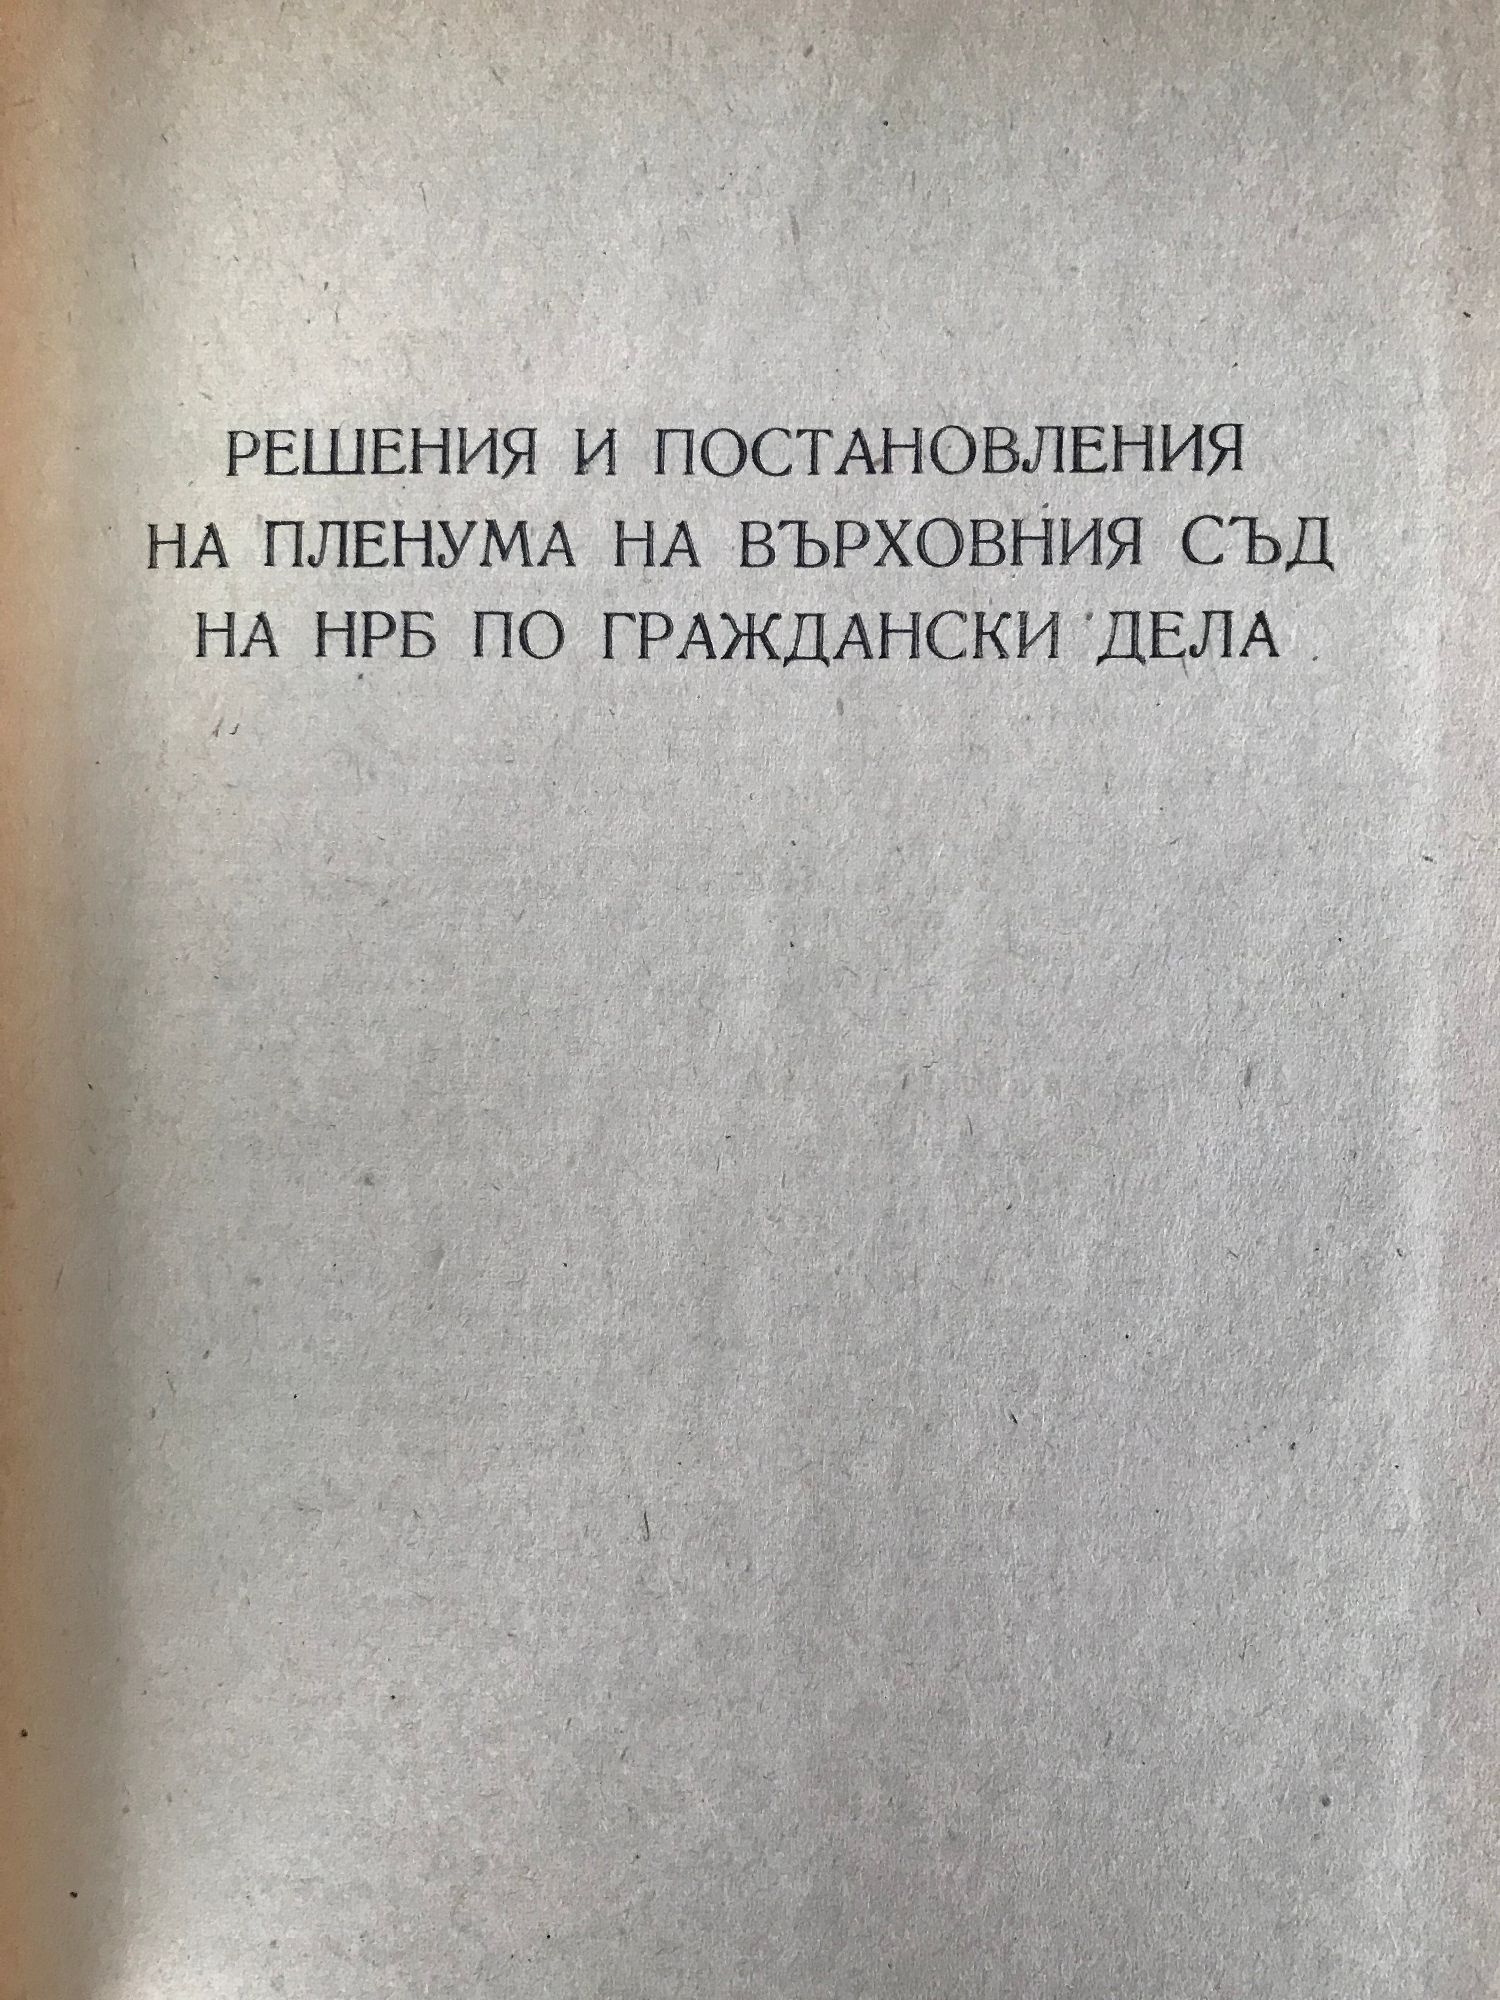 РЕШЕНИЯ И ПОСТАНОВЛЕНИЯ
НА ПЛЕНУМА НА ВЪРХОВНИЯ СЪД
НА НРБ ПО ГРАЖДАНСКИ ДЕЛА